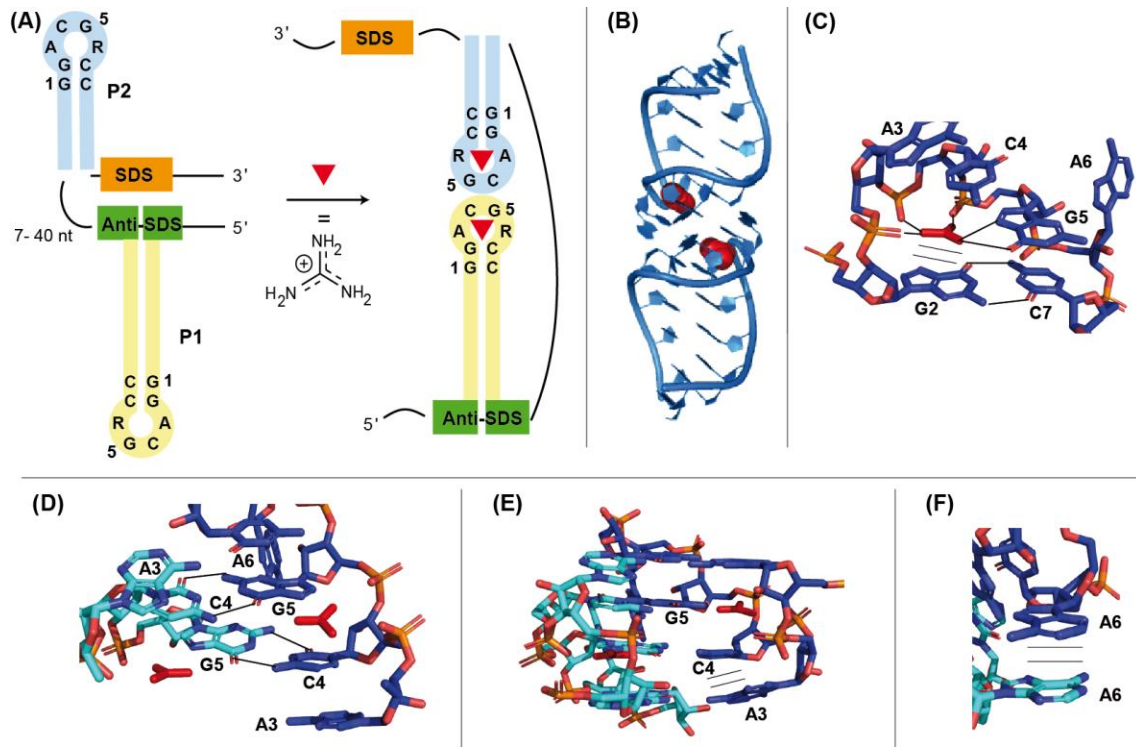 (A)
5
C G
A R
G C
G C
1
P2
SDS
3'
Anti-SDS
5'
7- 40 nt
P1
C G
1
C G
R A
5
G C
=
NH2
+
H2N
NH2
3'
SDS
C G
1
C G
R A
5
G C
C G
5
A R
G C
1
G C
5'
Anti-SDS
(B)
(C)
A3
C4
A6
G5
G2
C7
(D)
A3
A6
C4
G5
G5
C4
A3
(E)
G5
C4
A3
(F)
A6
A6